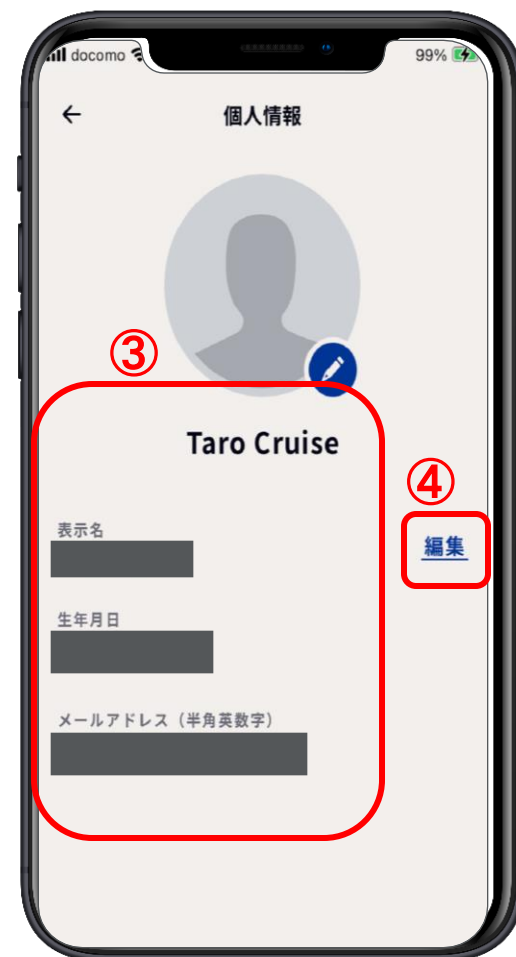 docomo 99%
← 個人情報
③
Taro Cruise
④
表示名
編集
生年月日
メールアドレス（半角英数字）